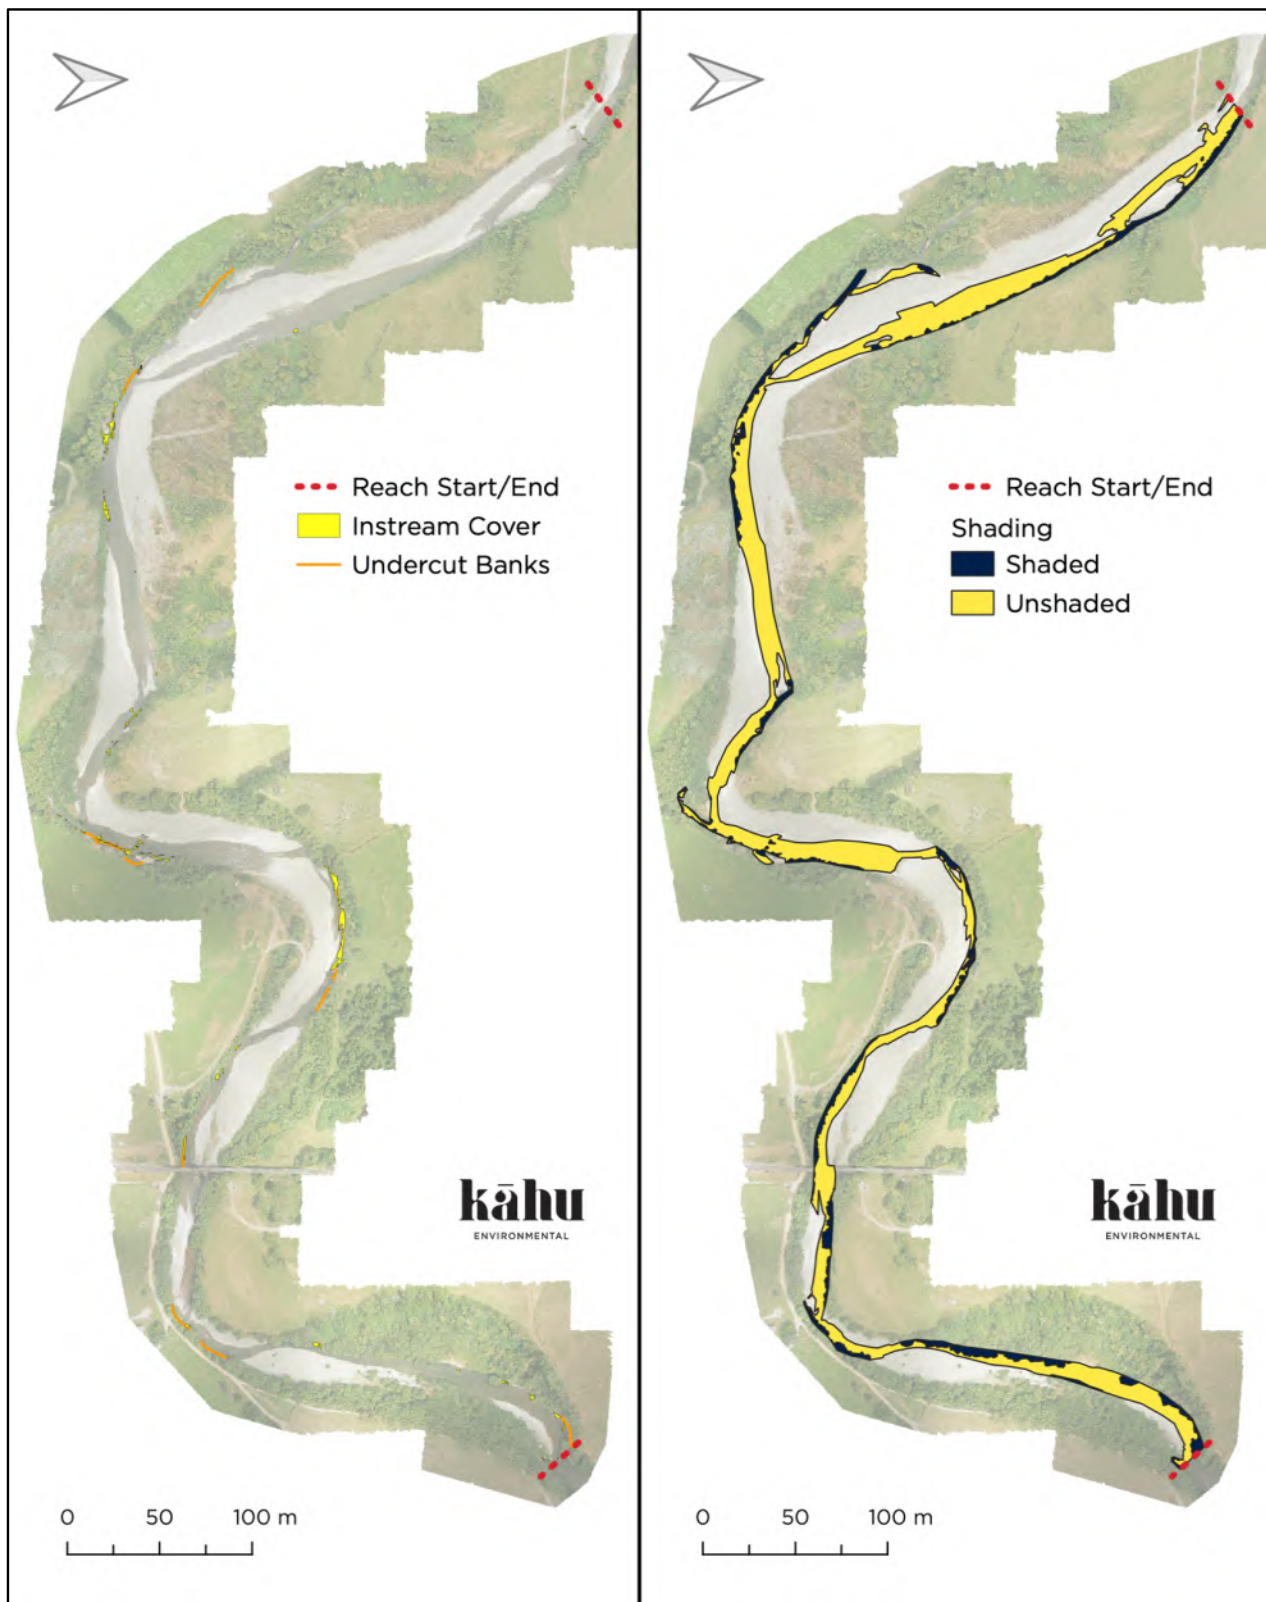 Reach Start/End
Instream Cover
Undercut Banks
kāhu
ENVIRONMENTAL
0 50 100 m
Reach Start/End
Shading
Shaded
Unshaded
kāhu
ENVIRONMENTAL
0 50 100 m